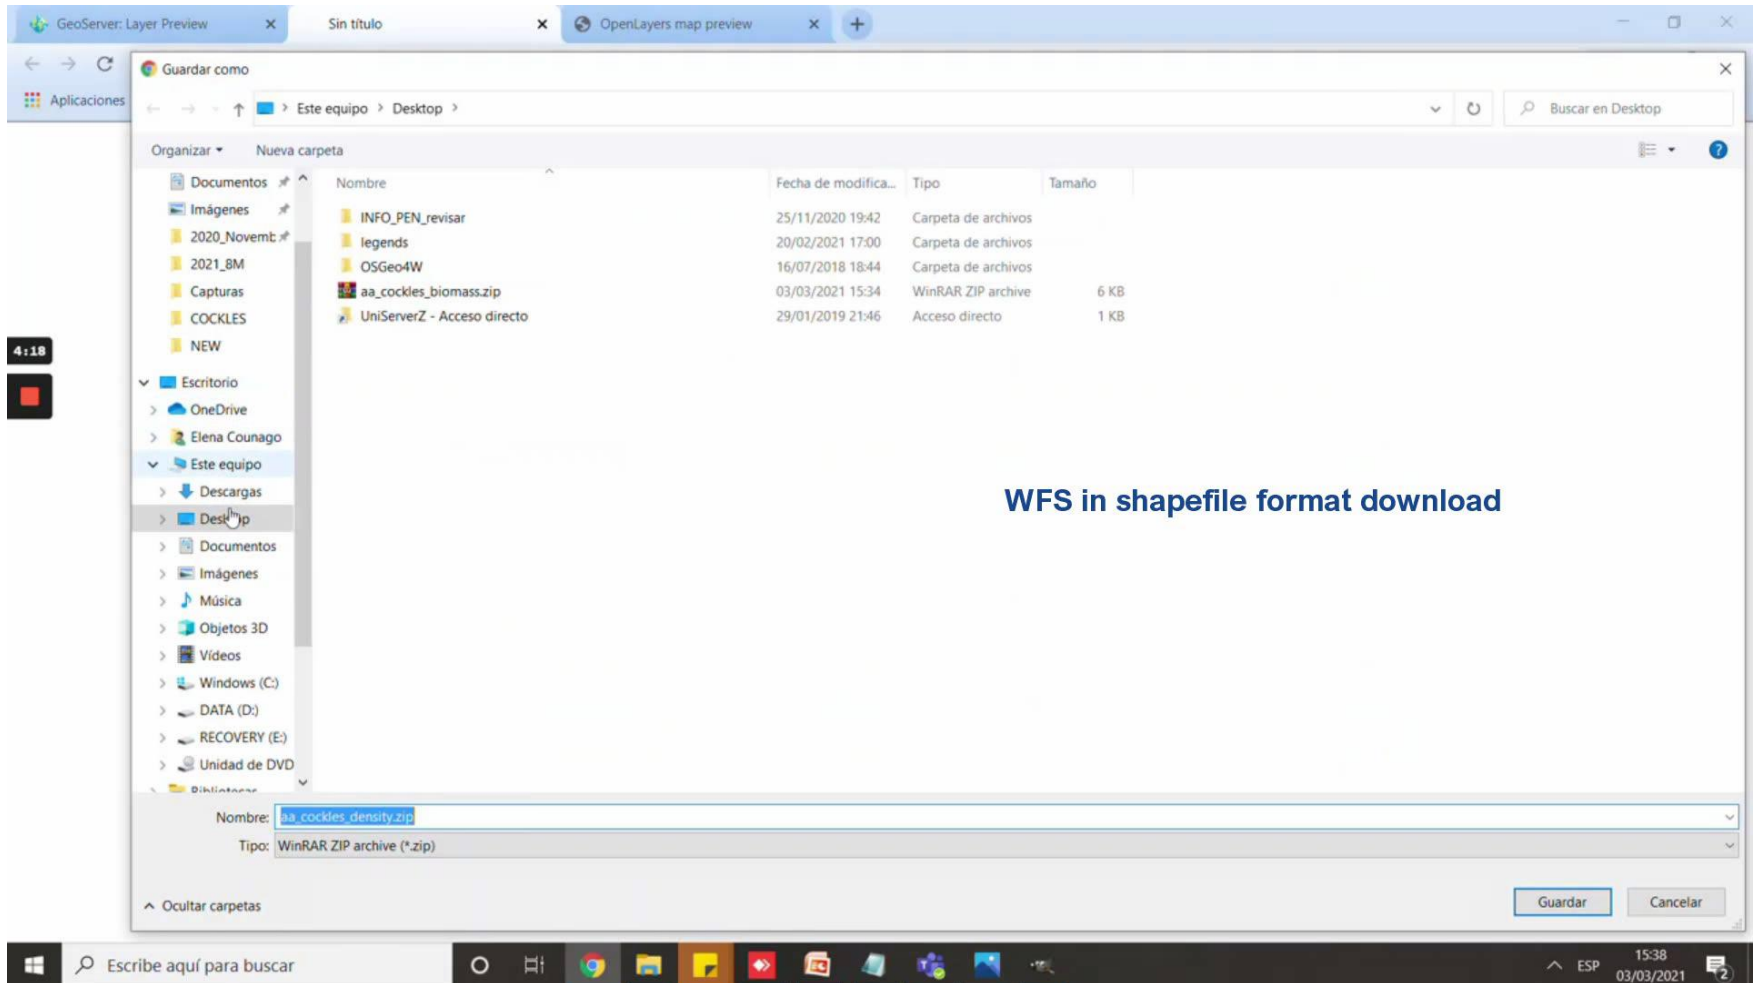 GeoServer: Layer Preview
Sin título
OpenLayers map preview
Aplicaciones
Guardar como
Este equipo > Desktop >
Buscar en Desktop
Organizar
Nueva carpeta
Documentos
Imágenes
2020_Novemb
2021_8M
Capturas
COCKLES
NEW
Escritorio
OneDrive
Elena Counago
Este equipo
Descargas
Desktop
Documentos
Imágenes
Música
Objetos 3D
Vídeos
Windows (C:)
DATA (D:)
RECOVERY (E:)
Unidad de DVD
Bibliotecas
Nombre Fecha de modifica... Tipo Tamaño
INFO_PEN_revisar 25/11/2020 19:42 Carpeta de archivos
legends 20/02/2021 17:00 Carpeta de archivos
OSGeo4W 16/07/2018 18:44 Carpeta de archivos
aa_cockles_biomass.zip 03/03/2021 15:34 WinRAR ZIP archive 6 KB
UniServerZ - Acceso directo 29/01/2019 21:46 Acceso directo 1 KB
4:18
WFS in shapefile format download
Nombre: aa_cockles_density.zip
Tipo: WinRAR ZIP archive (*.zip)
Ocultar carpetas
Guardar
Cancelar
Escribe aquí para buscar
ESP
15:38
03/03/2021
2